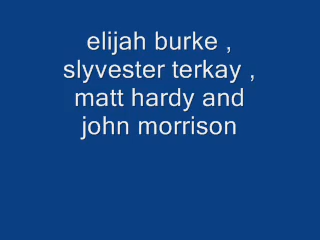 elijah burke ,
slyvester terkay ,
matt hardy and
john morrison